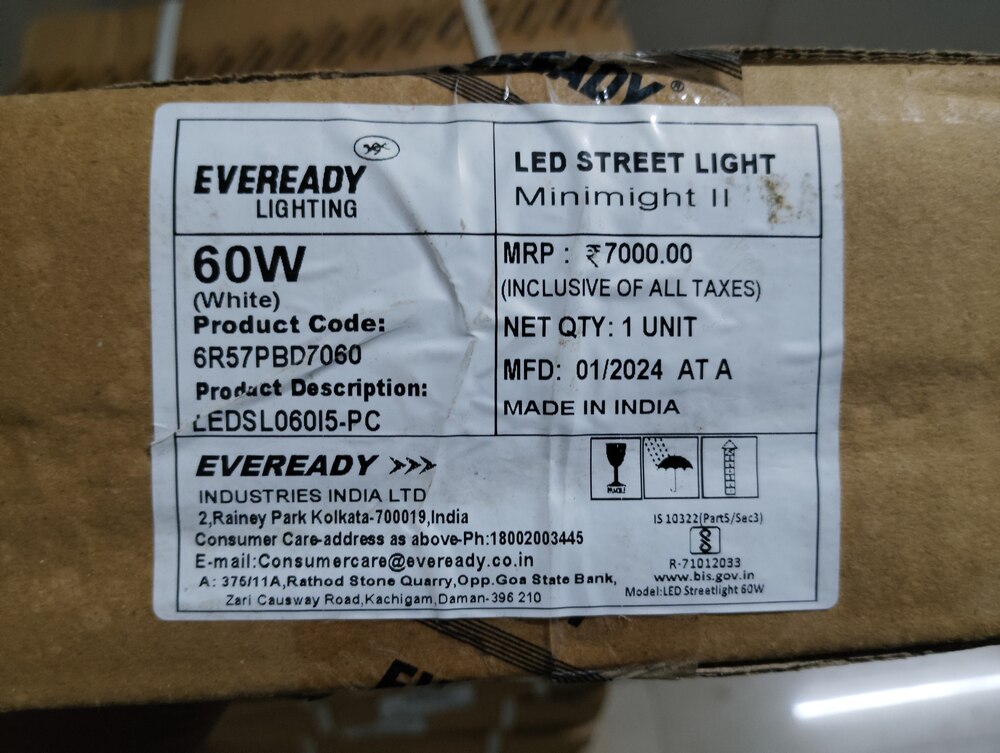 EVEREADY®
EVEREADY
LIGHTING
LED STREET LIGHT
Minimight II
60W
(White)
Product Code:
6R57PBD7060
Product Description:
LEDSL060I5-PC
MRP : ₹7000.00
(INCLUSIVE OF ALL TAXES)
NET QTY: 1 UNIT
MFD: 01/2024 AT A
MADE IN INDIA
EVEREADY
INDUSTRIES INDIA LTD
2,Rainey Park Kolkata-700019,India
Consumer Care-address as above-Ph:18002003445
E-mail:Consumercare@eveready.co.in
A: 375/11A,Rathod Stone Quarry,Opp.Goa State Bank,
Zari Causway Road,Kachigam,Daman-396 210
FRAGILE
IS 10322(Part5/Sec3)
R-71012033
www.bis.gov.in
Model:LED Streetlight 60W